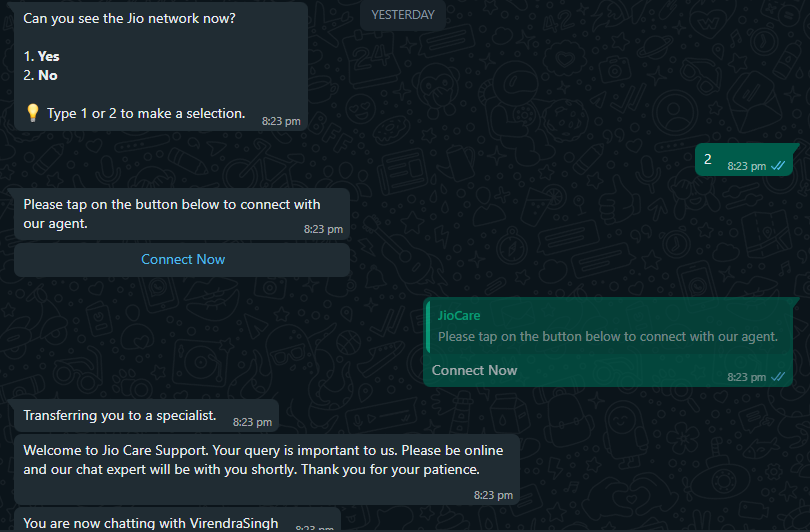 YESTERDAY
Can you see the Jio network now?
1. Yes
2. No
💡 Type 1 or 2 to make a selection.
8:23 pm
2
8:23 pm
Please tap on the button below to connect with
our agent.
8:23 pm
Connect Now
JioCare
Please tap on the button below to connect with our agent.
Connect Now
8:23 pm
Transferring you to a specialist.
8:23 pm
Welcome to Jio Care Support. Your query is important to us. Please be online
and our chat expert will be with you shortly. Thank you for your patience.
8:23 pm
You are now chatting with VirendraSingh
8:23 pm